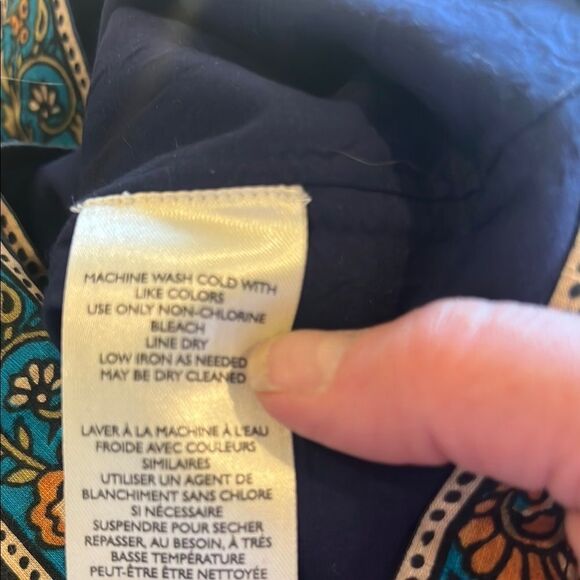 MACHINE WASH COLD WITH
LIKE COLORS
USE ONLY NON-CHLORINE
BLEACH
LINE DRY
LOW IRON AS NEEDED
MAY BE DRY CLEANED
LAVER À LA MACHINE À L'EAU
FROIDE AVEC COULEURS
SIMILAIRES
UTILISER UN AGENT DE
BLANCHIMENT SANS CHLORE
SI NÉCESSAIRE
SUSPENDRE POUR SECHER
REPASSER, AU BESOIN, À TRÈS
BASSE TEMPÉRATURE
PEUT-ÊTRE ÊTRE NETTOYÉE